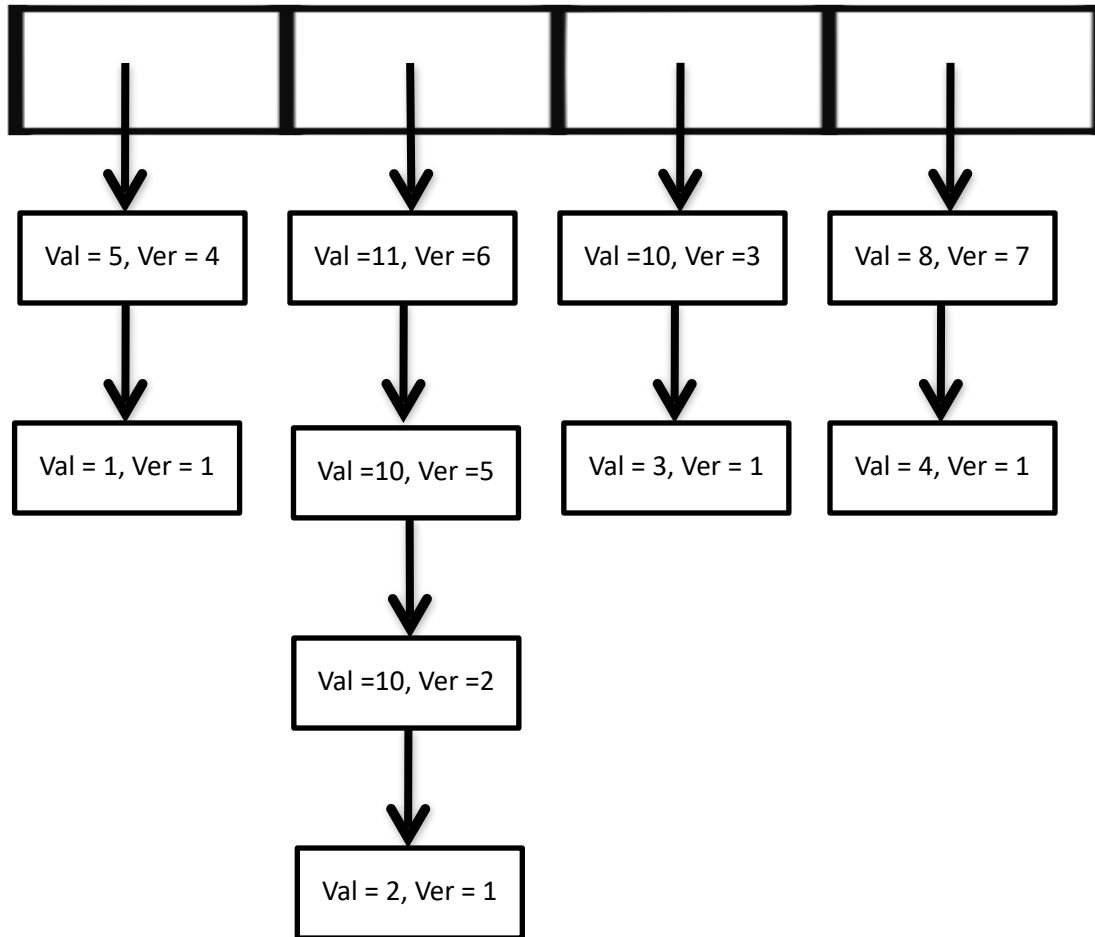 Val = 5, Ver = 4
Val =11, Ver =6
Val =10, Ver =3
Val = 8, Ver = 7
Val = 1, Ver = 1
Val =10, Ver =5
Val = 3, Ver = 1
Val = 4, Ver = 1
Val =10, Ver =2
Val = 2, Ver = 1